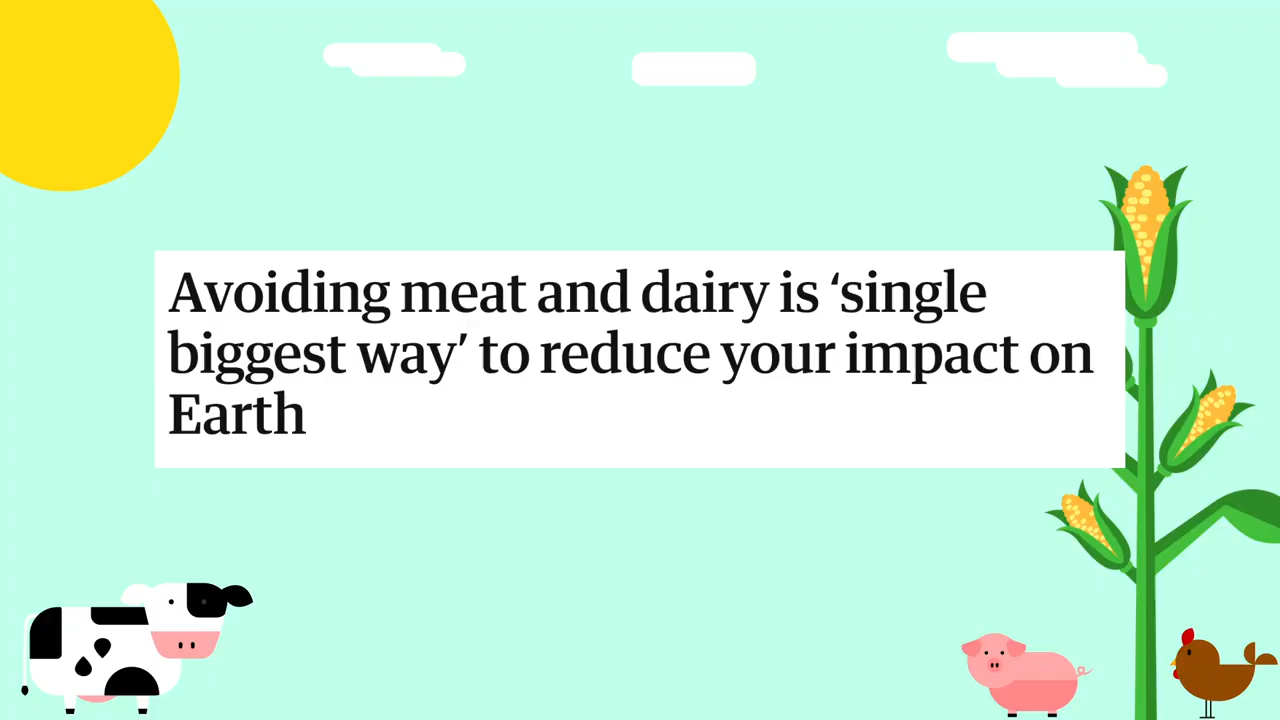 Avoiding meat and dairy is ‘single
biggest way’ to reduce your impact on
Earth